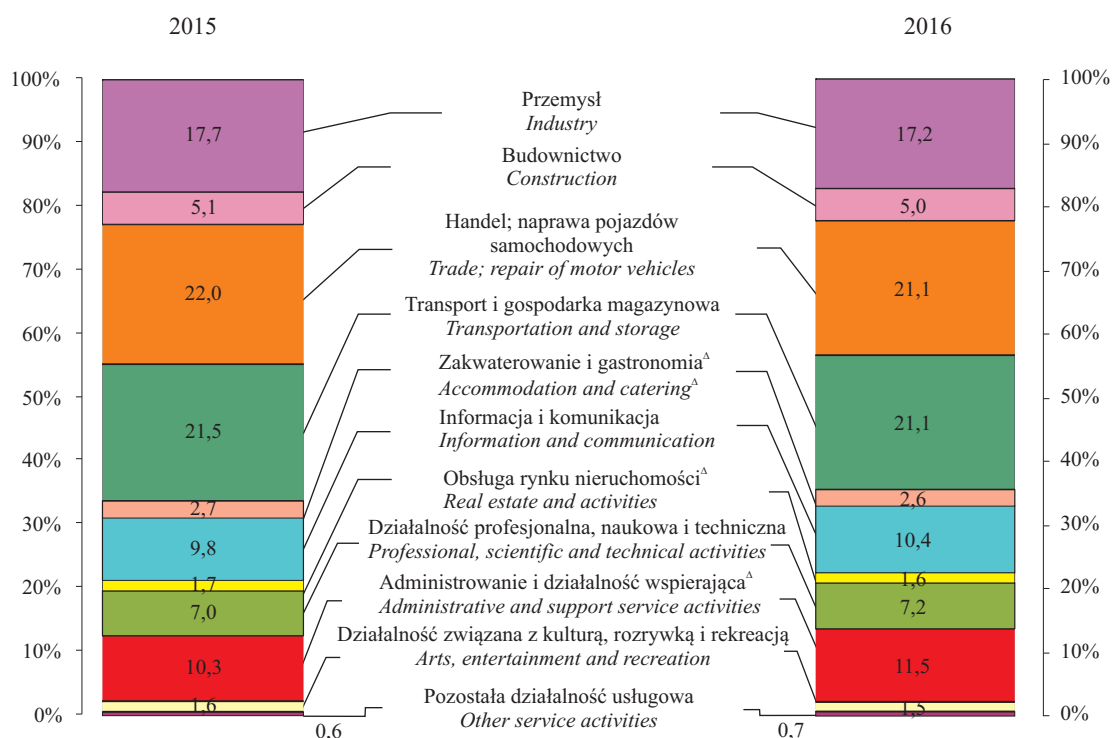 2015
2016
100%
90%
80%
70%
60%
50%
40%
30%
20%
10%
0%
17,7
5,1
22,0
21,5
2,7
9,8
1,7
7,0
10,3
1,6
0,6
Przemysł
Industry
Budownictwo
Construction
Handel; naprawa pojazdów
samochodowych
Trade; repair of motor vehicles
Transport i gospodarka magazynowa
Transportation and storage
Zakwaterowanie i gastronomia^Δ
Accommodation and catering^Δ
Informacja i komunikacja
Information and communication
Obsługa rynku nieruchomości^Δ
Real estate and activities
Działalność profesjonalna, naukowa i techniczna
Professional, scientific and technical activities
Administrowanie i działalność wspierająca^Δ
Administrative and support service activities
Działalność związana z kulturą, rozrywką i rekreacją
Arts, entertainment and recreation
Pozostała działalność usługowa
Other service activities
17,2
5,0
21,1
21,1
2,6
10,4
1,6
7,2
11,5
1,5
0,7
100%
90%
80%
70%
60%
50%
40%
30%
20%
10%
0%